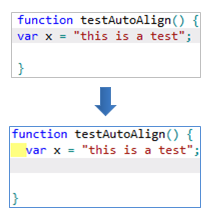 function testAutoAlign() {
var x = "this is a test";
}
function testAutoAlign() {
  var x = "this is a test";
}